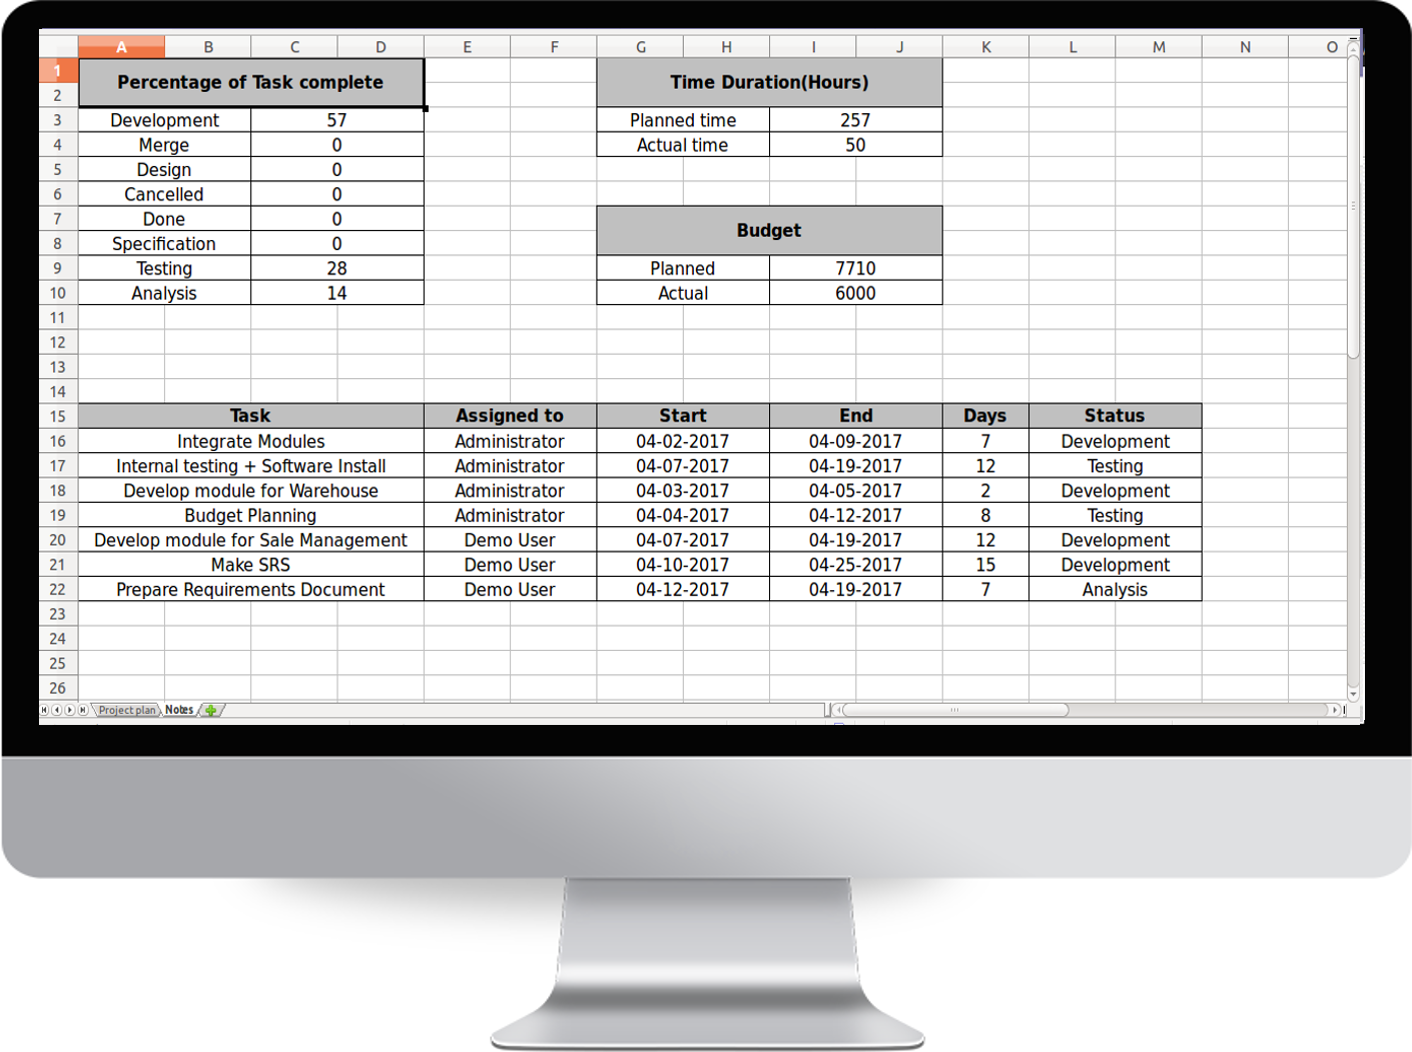 A B C D E F G H I J K L M N O
1 Percentage of Task complete Time Duration(Hours)
2
3 Development 57 Planned time 257
4 Merge 0 Actual time 50
5 Design 0
6 Cancelled 0
7 Done 0 Budget
8 Specification 0
9 Testing 28 Planned 7710
10 Analysis 14 Actual 6000
11
12
13
14
15 Task Assigned to Start End Days Status
16 Integrate Modules Administrator 04-02-2017 04-09-2017 7 Development
17 Internal testing + Software Install Administrator 04-07-2017 04-19-2017 12 Testing
18 Develop module for Warehouse Administrator 04-03-2017 04-05-2017 2 Development
19 Budget Planning Administrator 04-04-2017 04-12-2017 8 Testing
20 Develop module for Sale Management Demo User 04-07-2017 04-19-2017 12 Development
21 Make SRS Demo User 04-10-2017 04-25-2017 15 Development
22 Prepare Requirements Document Demo User 04-12-2017 04-19-2017 7 Analysis
23
24
25
26
Project plan Notes